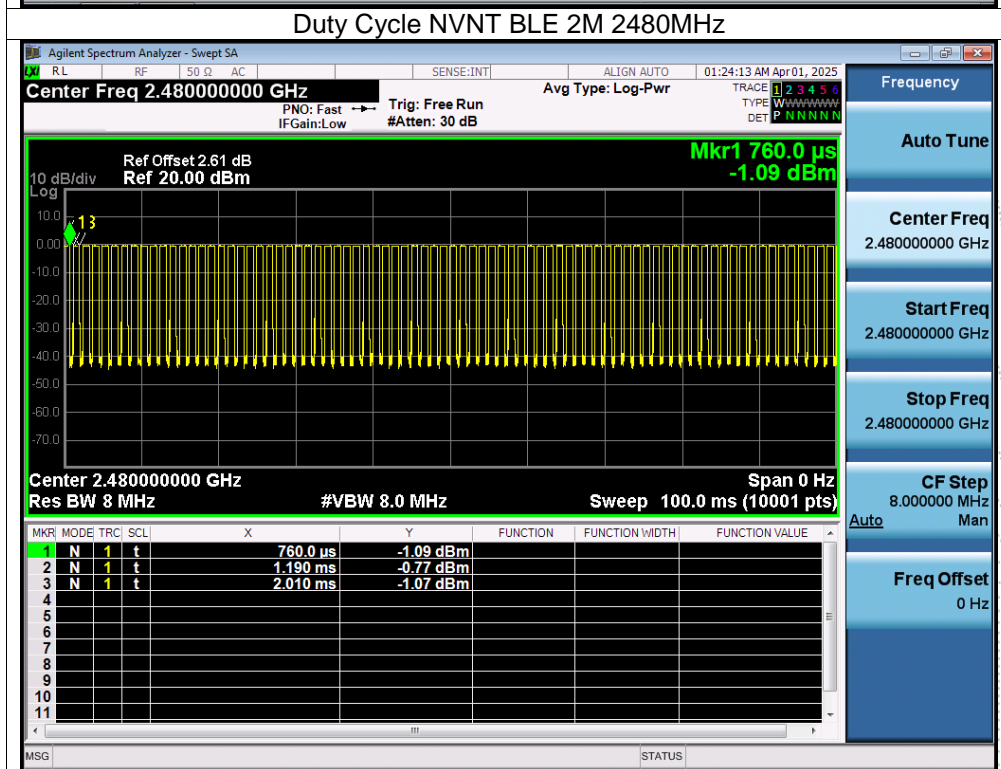 Duty Cycle NVNT BLE 2M 2480MHz
Agilent Spectrum Analyzer - Swept SA
LXI RL RF 50 Ω AC SENSE:INT ALIGN AUTO 01:24:13 AM Apr 01, 2025
Center Freq 2.480000000 GHz
PNO: Fast
IFGain:Low
Trig: Free Run
#Atten: 30 dB
Avg Type: Log-Pwr
TRACE 1 2 3 4 5 6
TYPE WWWWWW
DET P N N N N N
Ref Offset 2.61 dB
10 dB/div Ref 20.00 dBm
Log
Mkr1 760.0 µs
-1.09 dBm
10.0
0.00
-10.0
-20.0
-30.0
-40.0
-50.0
-60.0
-70.0
1 3
Center 2.480000000 GHz Span 0 Hz
Res BW 8 MHz #VBW 8.0 MHz Sweep 100.0 ms (10001 pts)
MKR MODE TRC SCL X Y FUNCTION FUNCTION WIDTH FUNCTION VALUE
1 N 1 t 760.0 µs -1.09 dBm
2 N 1 t 1.190 ms -0.77 dBm
3 N 1 t 2.010 ms -1.07 dBm
4
5
6
7
8
9
10
11
MSG STATUS
Frequency
Auto Tune
Center Freq
2.480000000 GHz
Start Freq
2.480000000 GHz
Stop Freq
2.480000000 GHz
CF Step
8.000000 MHz
Auto Man
Freq Offset
0 Hz